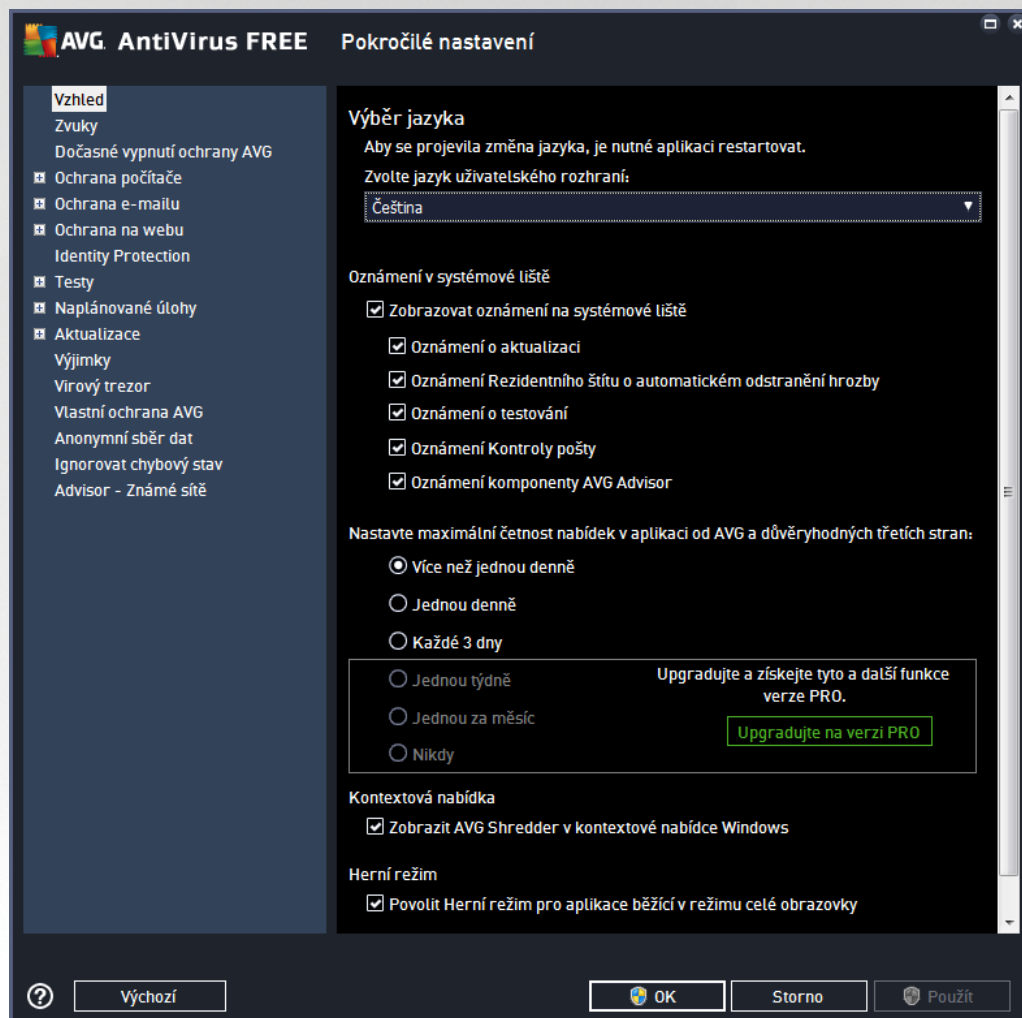 AVG. AntiVirus FREE
Pokročilé nastavení
Vzhled
Zvuky
Dočasné vypnutí ochrany AVG
Ochrana počítače
Ochrana e-mailu
Ochrana na webu
Identity Protection
Testy
Naplánované úlohy
Aktualizace
Výjimky
Virový trezor
Vlastní ochrana AVG
Anonymní sběr dat
Ignorovat chybový stav
Advisor - Známé sítě
Výběr jazyka
Aby se projevila změna jazyka, je nutné aplikaci restartovat.
Zvolte jazyk uživatelského rozhraní:
Čeština
Oznámení v systémové liště
Zobrazovat oznámení na systémové liště
Oznámení o aktualizaci
Oznámení Rezidentního štítu o automatickém odstranění hrozby
Oznámení o testování
Oznámení Kontroly pošty
Oznámení komponenty AVG Advisor
Nastavte maximální četnost nabídek v aplikaci od AVG a důvěryhodných třetích stran:
Více než jednou denně
Jednou denně
Každé 3 dny
Jednou týdně
Jednou za měsíc
Nikdy
Upgradujte a získejte tyto a další funkce
verze PRO.
Upgradujte na verzi PRO
Kontextová nabídka
Zobrazit AVG Shredder v kontextové nabídce Windows
Herní režim
Povolit Herní režim pro aplikace běžící v režimu celé obrazovky
?
Výchozí
OK
Storno
Použít